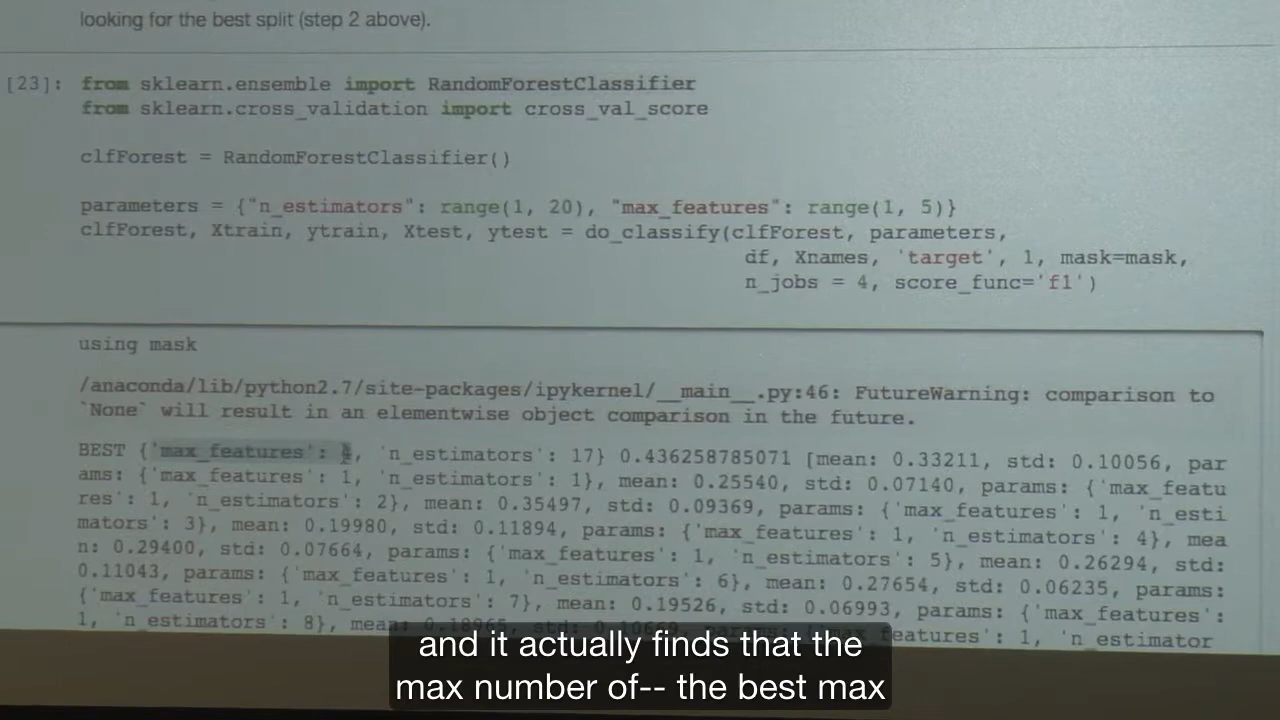 looking for the best split (step 2 above).
[23]: from sklearn.ensemble import RandomForestClassifier
from sklearn.cross_validation import cross_val_score
clfForest = RandomForestClassifier()
parameters = {"n_estimators": range(1, 20), "max_features": range(1, 5)}
clfForest, Xtrain, ytrain, Xtest, ytest = do_classify(clfForest, parameters,
df, Xnames, 'target', 1, mask=mask,
n_jobs = 4, score_func='f1')
using mask
/anaconda/lib/python2.7/site-packages/ipykernel/__main__.py:46: FutureWarning: comparison to
`None` will result in an elementwise object comparison in the future.
BEST {'max_features': , 'n_estimators': 17} 0.436258785071 [mean: 0.33211, std: 0.10056, par
ams: {'max_features': 1, 'n_estimators': 1}, mean: 0.25540, std: 0.07140, params: {'max_featu
res': 1, 'n_estimators': 2}, mean: 0.35497, std: 0.09369, params: {'max_features': 1, 'n_esti
mators': 3}, mean: 0.19980, std: 0.11894, params: {'max_features': 1, 'n_estimators': 4}, mea
n: 0.29400, std: 0.07664, params: {'max_features': 1, 'n_estimators': 5}, mean: 0.26294, std:
0.11043, params: {'max_features': 1, 'n_estimators': 6}, mean: 0.27654, std: 0.06235, params:
{'max_features': 1, 'n_estimators': 7}, mean: 0.19526, std: 0.06993, params: {'max_features':
1, 'n_estimators': 8}, mean: 0.18965, std: params: {'max_features': 1, 'n_estimator
and it actually finds that the
max number of-- the best max